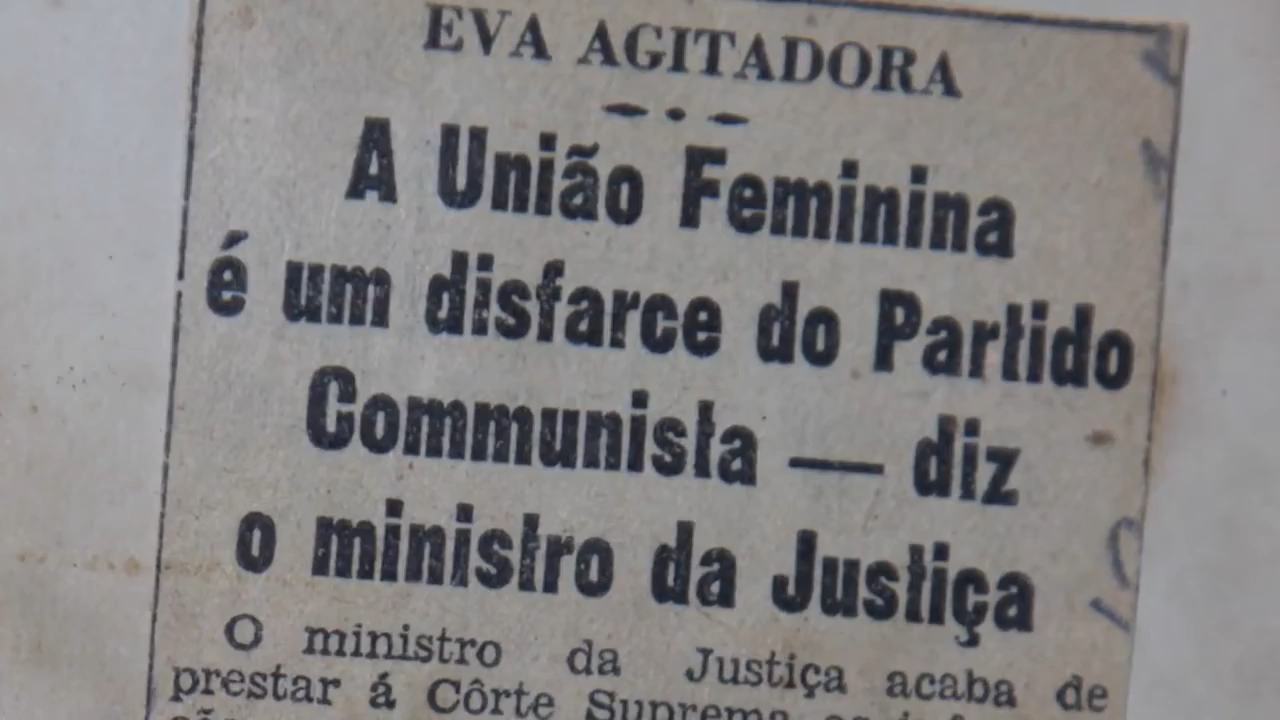 EVA AGITADORA
A União Feminina
é um disfarce do Partido
Communista — diz
o ministro da Justiça
O ministro da Justiça acaba de
prestar á Côrte Suprema